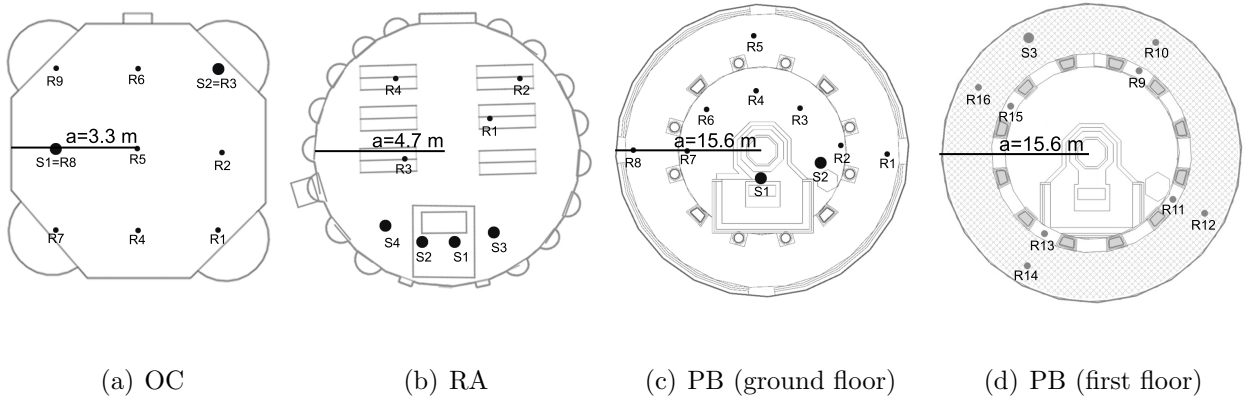 R9
R6
S2=R3
a=3.3 m
S1=R8
R5
R2
R7
R4
R1
(a) OC
R4
R2
R1
a=4.7 m
R3
S4
S2
S1
S3
(b) RA
R5
R4
R6
R3
a=15.6 m
R8
R7
R2
R1
S2
S1
(c) PB (ground floor)
S3
R10
R9
R16
R15
a=15.6 m
R11
R12
R13
R14
(d) PB (first floor)